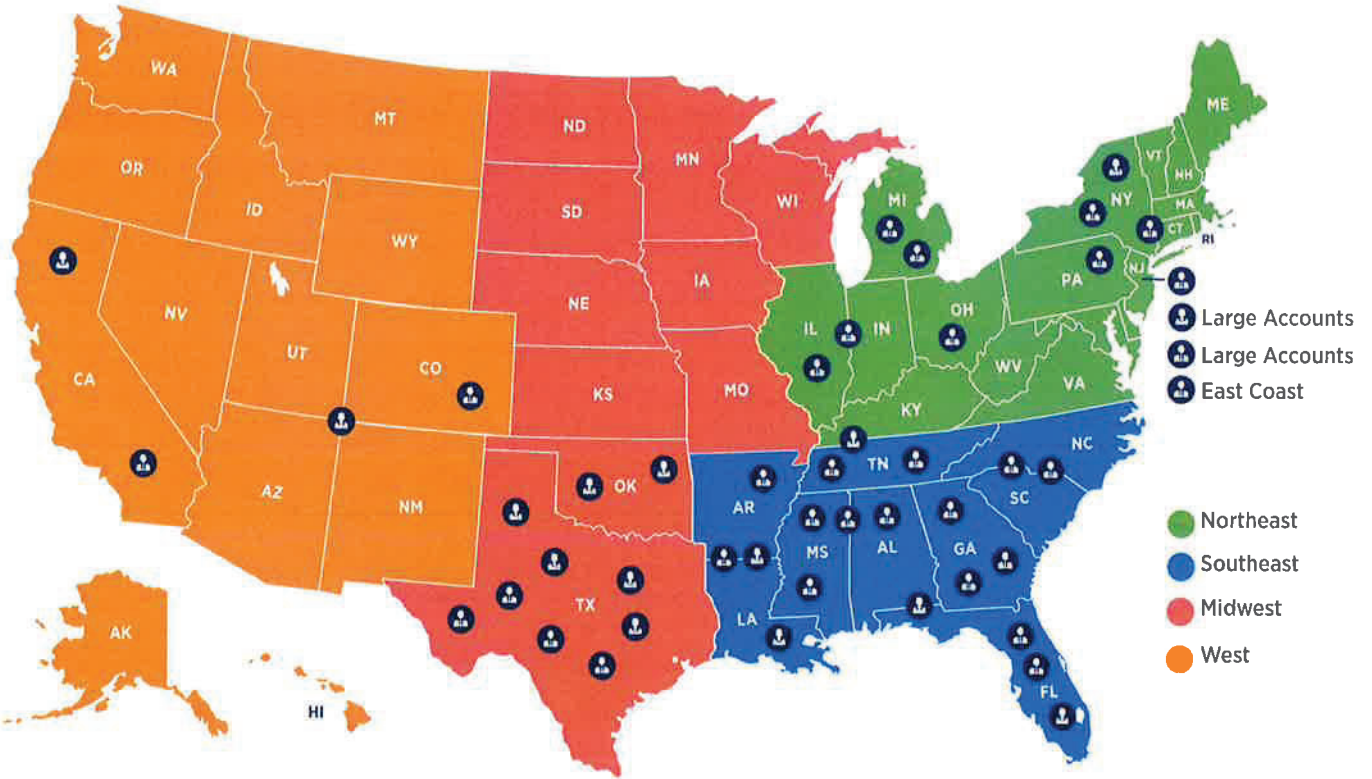 WA
MT
ND
MN
ME
OR
ID
SD
WI
MI
VT
NH
NY
MA
CT
RI
WY
IA
PA
NJ
NV
NE
IL
IN
OH
Large Accounts
UT
CO
Large Accounts
CA
KS
MO
WV
VA
East Coast
KY
NC
TN
AZ
NM
OK
AR
SC
MS
AL
GA
Northeast
Southeast
TX
LA
Midwest
AK
West
FL
HI